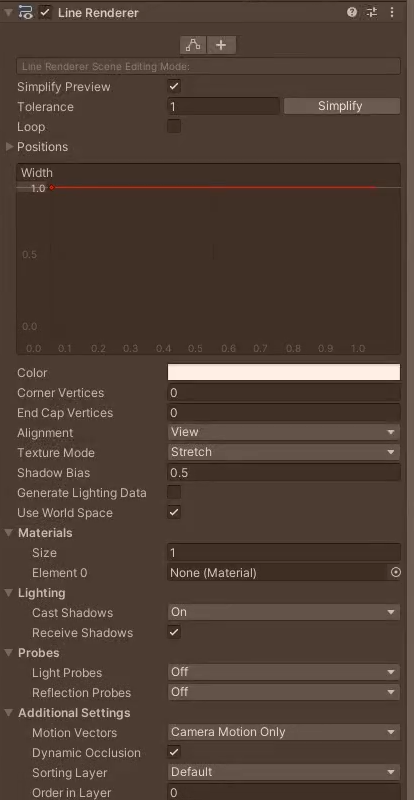 Line Renderer
Line Renderer Scene Editing Mode:
Simplify Preview
Tolerance 1 Simplify
Loop
Positions
Width
1.0
0.5
0.0
0.0 0.1 0.2 0.3 0.4 0.5 0.6 0.7 0.8 0.9 1.0
Color
Corner Vertices 0
End Cap Vertices 0
Alignment View
Texture Mode Stretch
Shadow Bias 0.5
Generate Lighting Data
Use World Space
Materials
Size 1
Element 0 None (Material)
Lighting
Cast Shadows On
Receive Shadows
Probes
Light Probes Off
Reflection Probes Off
Additional Settings
Motion Vectors Camera Motion Only
Dynamic Occlusion
Sorting Layer Default
Order in Layer 0